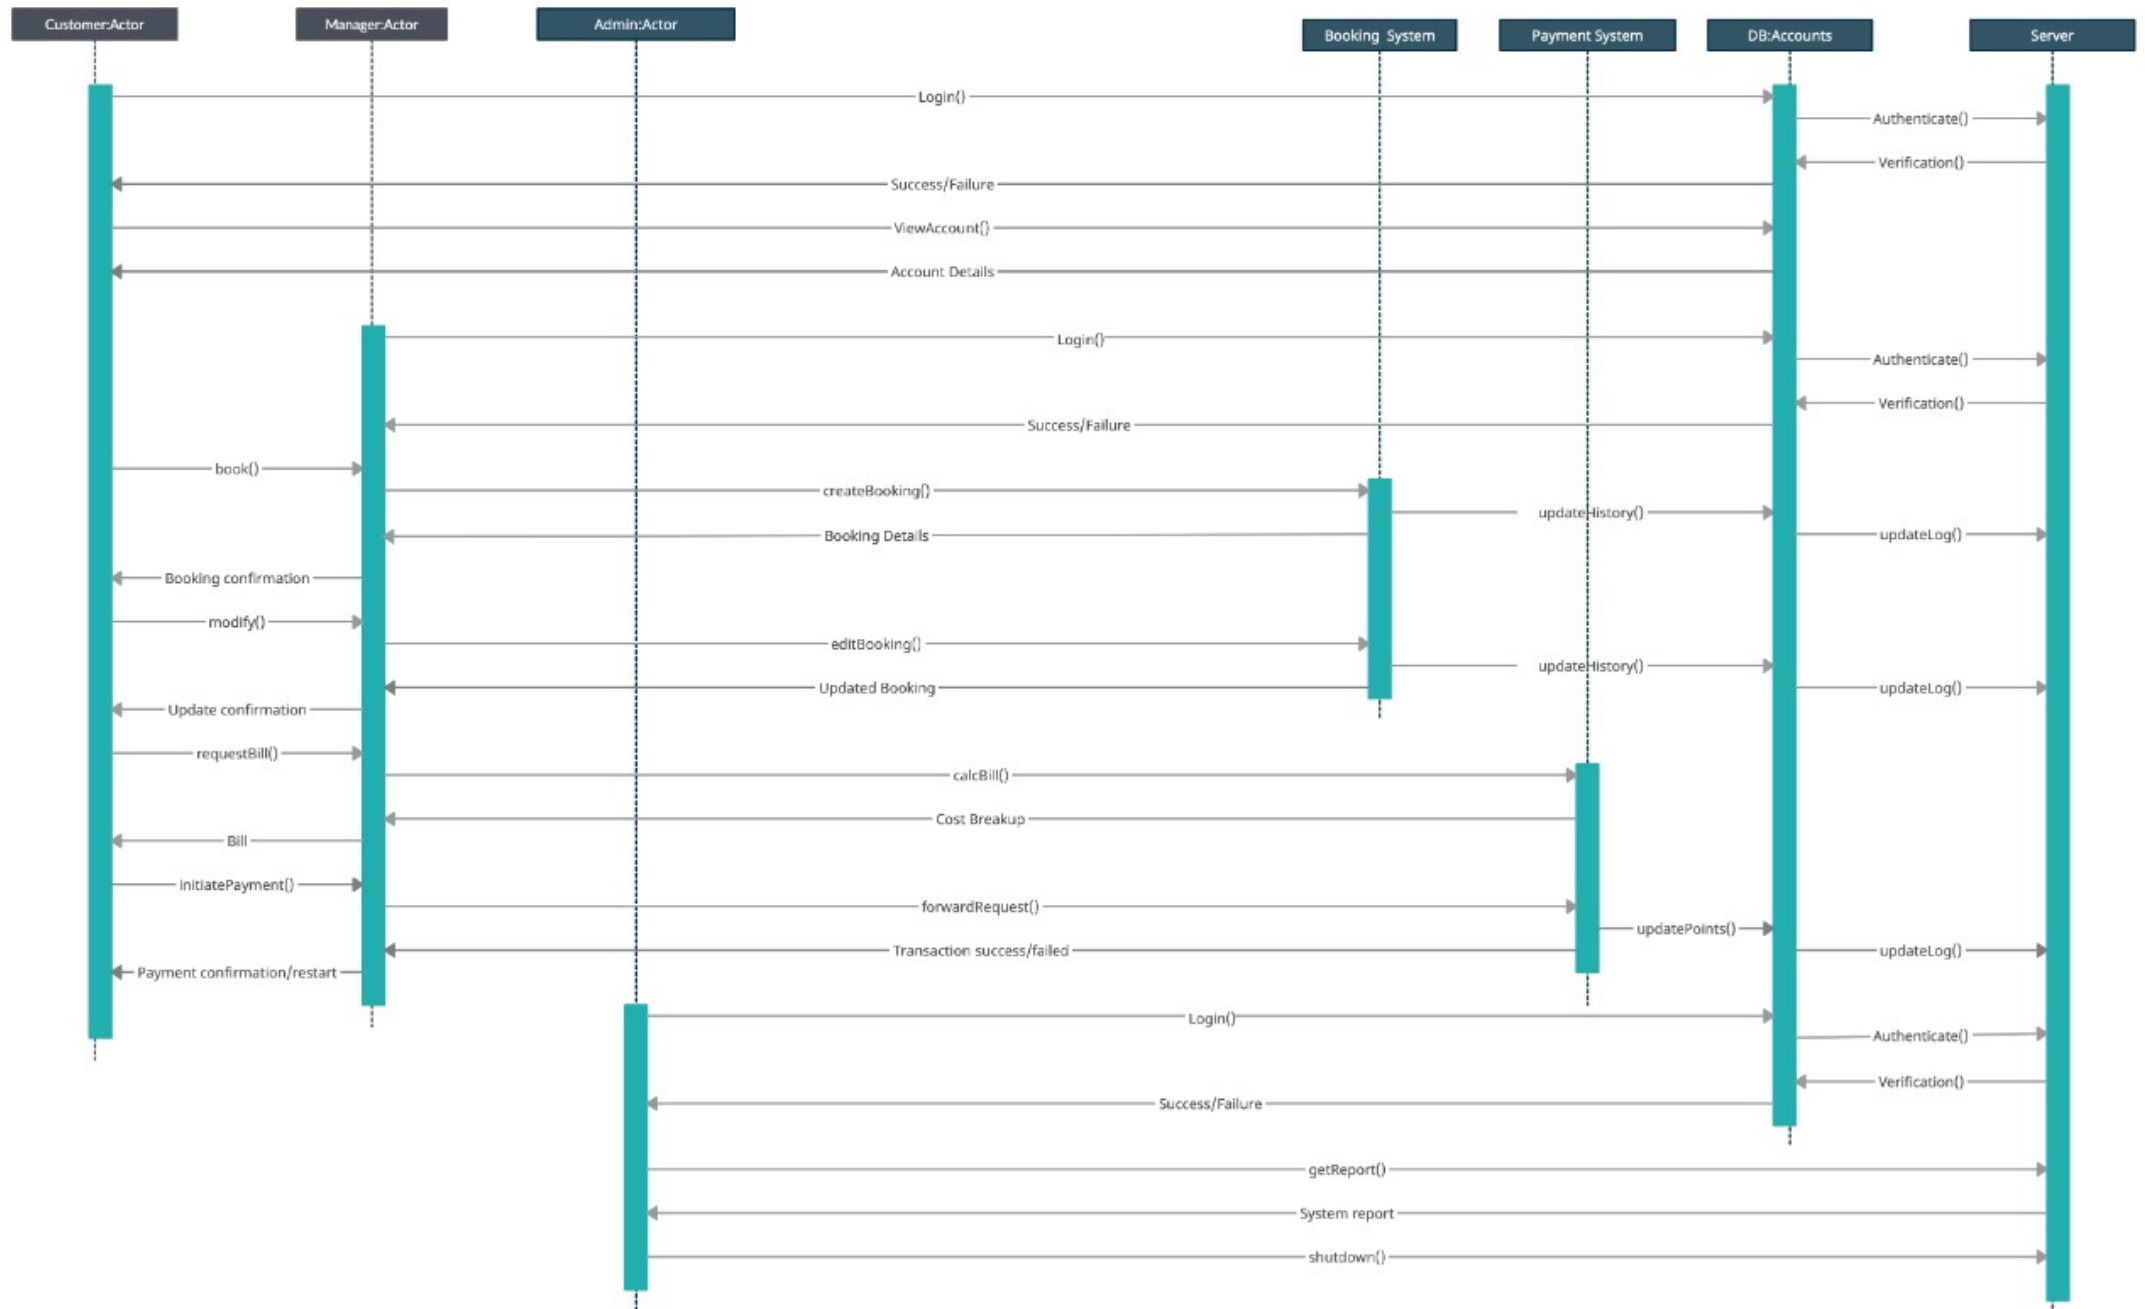 Customer:Actor
Manager:Actor
Admin:Actor
Booking System
Payment System
DB:Accounts
Server
Login()
Authenticate()
Verification()
Success/Failure
ViewAccount()
Account Details
Login()
Authenticate()
Verification()
Success/Failure
book()
createBooking()
updateHistory()
Booking Details
updateLog()
Booking confirmation
modify()
editBooking()
updateHistory()
Updated Booking
updateLog()
Update confirmation
requestBill()
calcBill()
Cost Breakup
Bill
initiatePayment()
forwardRequest()
updatePoints()
Transaction success/failed
updateLog()
Payment confirmation/restart
Login()
Authenticate()
Verification()
Success/Failure
getReport()
System report
shutdown()